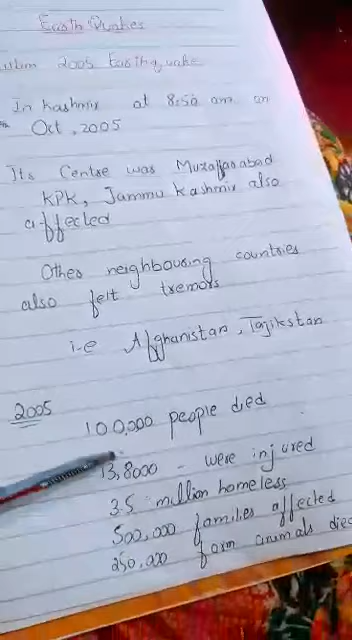 Earth Quakes
2005 Earthquake
In Kashmir at 8:50 am on
Oct, 2005
Its Centre was Muzaffarabad
KPK, Jammu Kashmir also
affected
Other neighbouring countries
also felt tremors
i.e Afghanistan, Tajikstan
2005
100,000 people died
13,8000 - were injured
3.5 million homeless
500,000 families affected
250,000 farm animals died